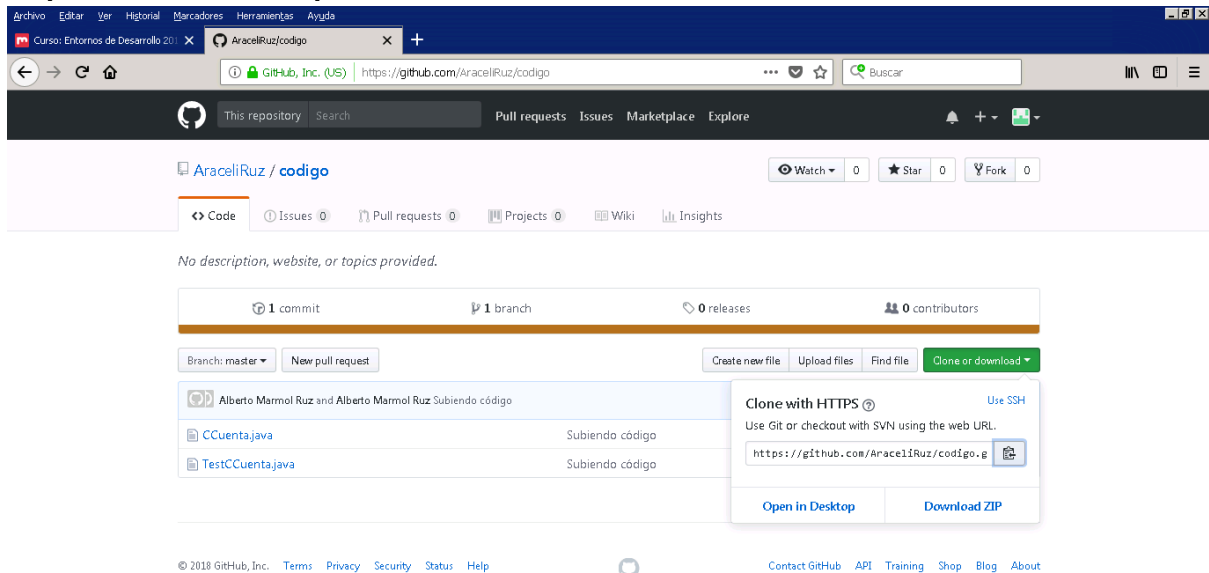 Archivo Editar Ver Historial Marcadores Herramientas Ayuda
Curso: Entornos de Desarrollo 201
AraceliRuz/codigo
GitHub, Inc. (US) https://github.com/AraceliRuz/codigo
Buscar
This repository Search Pull requests Issues Marketplace Explore
AraceliRuz / codigo
Watch 0 Star 0 Fork 0
Code Issues 0 Pull requests 0 Projects 0 Wiki Insights
No description, website, or topics provided.
1 commit 1 branch 0 releases 0 contributors
Branch: master New pull request Create new file Upload files Find file Clone or download
Alberto Marmol Ruz and Alberto Marmol Ruz Subiendo código
CCuenta.java Subiendo código
TestCCuenta.java Subiendo código
Clone with HTTPS Use SSH
Use Git or checkout with SVN using the web URL.
https://github.com/AraceliRuz/codigo.g
Open in Desktop Download ZIP
© 2018 GitHub, Inc. Terms Privacy Security Status Help Contact GitHub API Training Shop Blog About